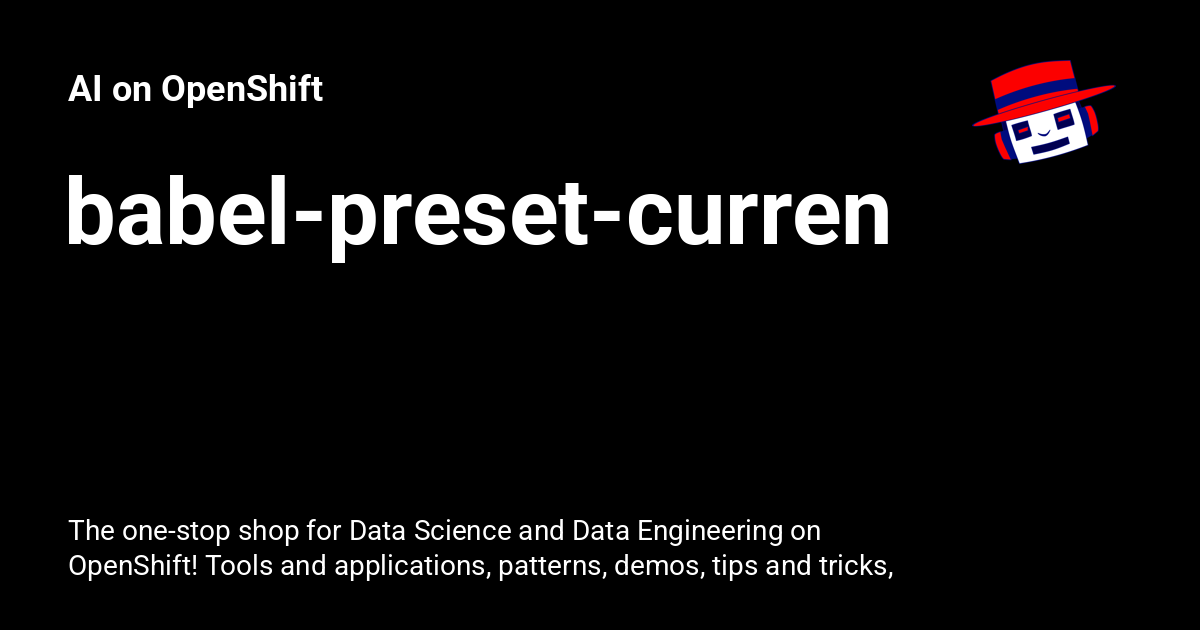 AI on OpenShift
babel-preset-curren
The one-stop shop for Data Science and Data Engineering on
OpenShift! Tools and applications, patterns, demos, tips and tricks,